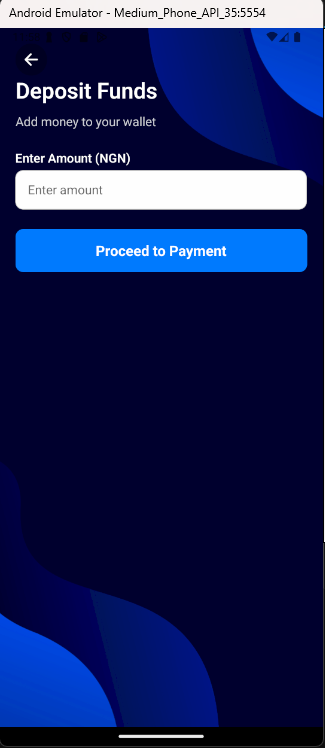 Android Emulator - Medium_Phone_API_35:5554
Deposit Funds
Add money to your wallet
Enter Amount (NGN)
Enter amount
Proceed to Payment